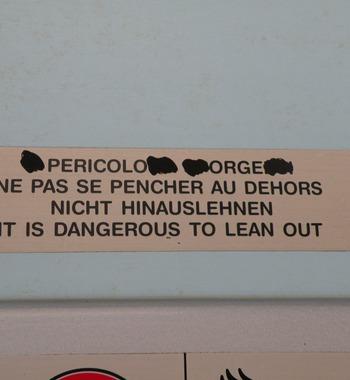 PERICOLO ORGE
NE PAS SE PENCHER AU DEHORS
NICHT HINAUSLEHNEN
IT IS DANGEROUS TO LEAN OUT